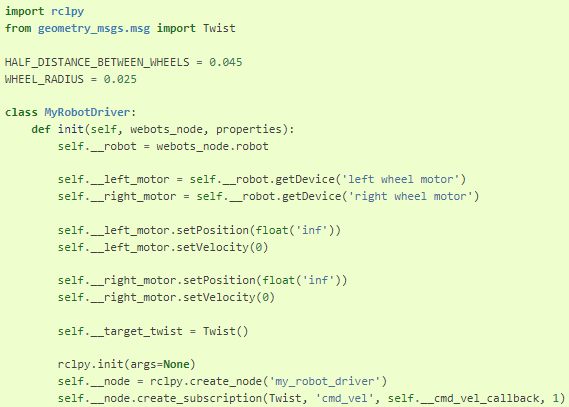 import rclpy
from geometry_msgs.msg import Twist

HALF_DISTANCE_BETWEEN_WHEELS = 0.045
WHEEL_RADIUS = 0.025

class MyRobotDriver:
    def init(self, webots_node, properties):
        self.__robot = webots_node.robot

        self.__left_motor = self.__robot.getDevice('left wheel motor')
        self.__right_motor = self.__robot.getDevice('right wheel motor')

        self.__left_motor.setPosition(float('inf'))
        self.__left_motor.setVelocity(0)

        self.__right_motor.setPosition(float('inf'))
        self.__right_motor.setVelocity(0)

        self.__target_twist = Twist()

        rclpy.init(args=None)
        self.__node = rclpy.create_node('my_robot_driver')
        self.__node.create_subscription(Twist, 'cmd_vel', self.__cmd_vel_callback, 1)